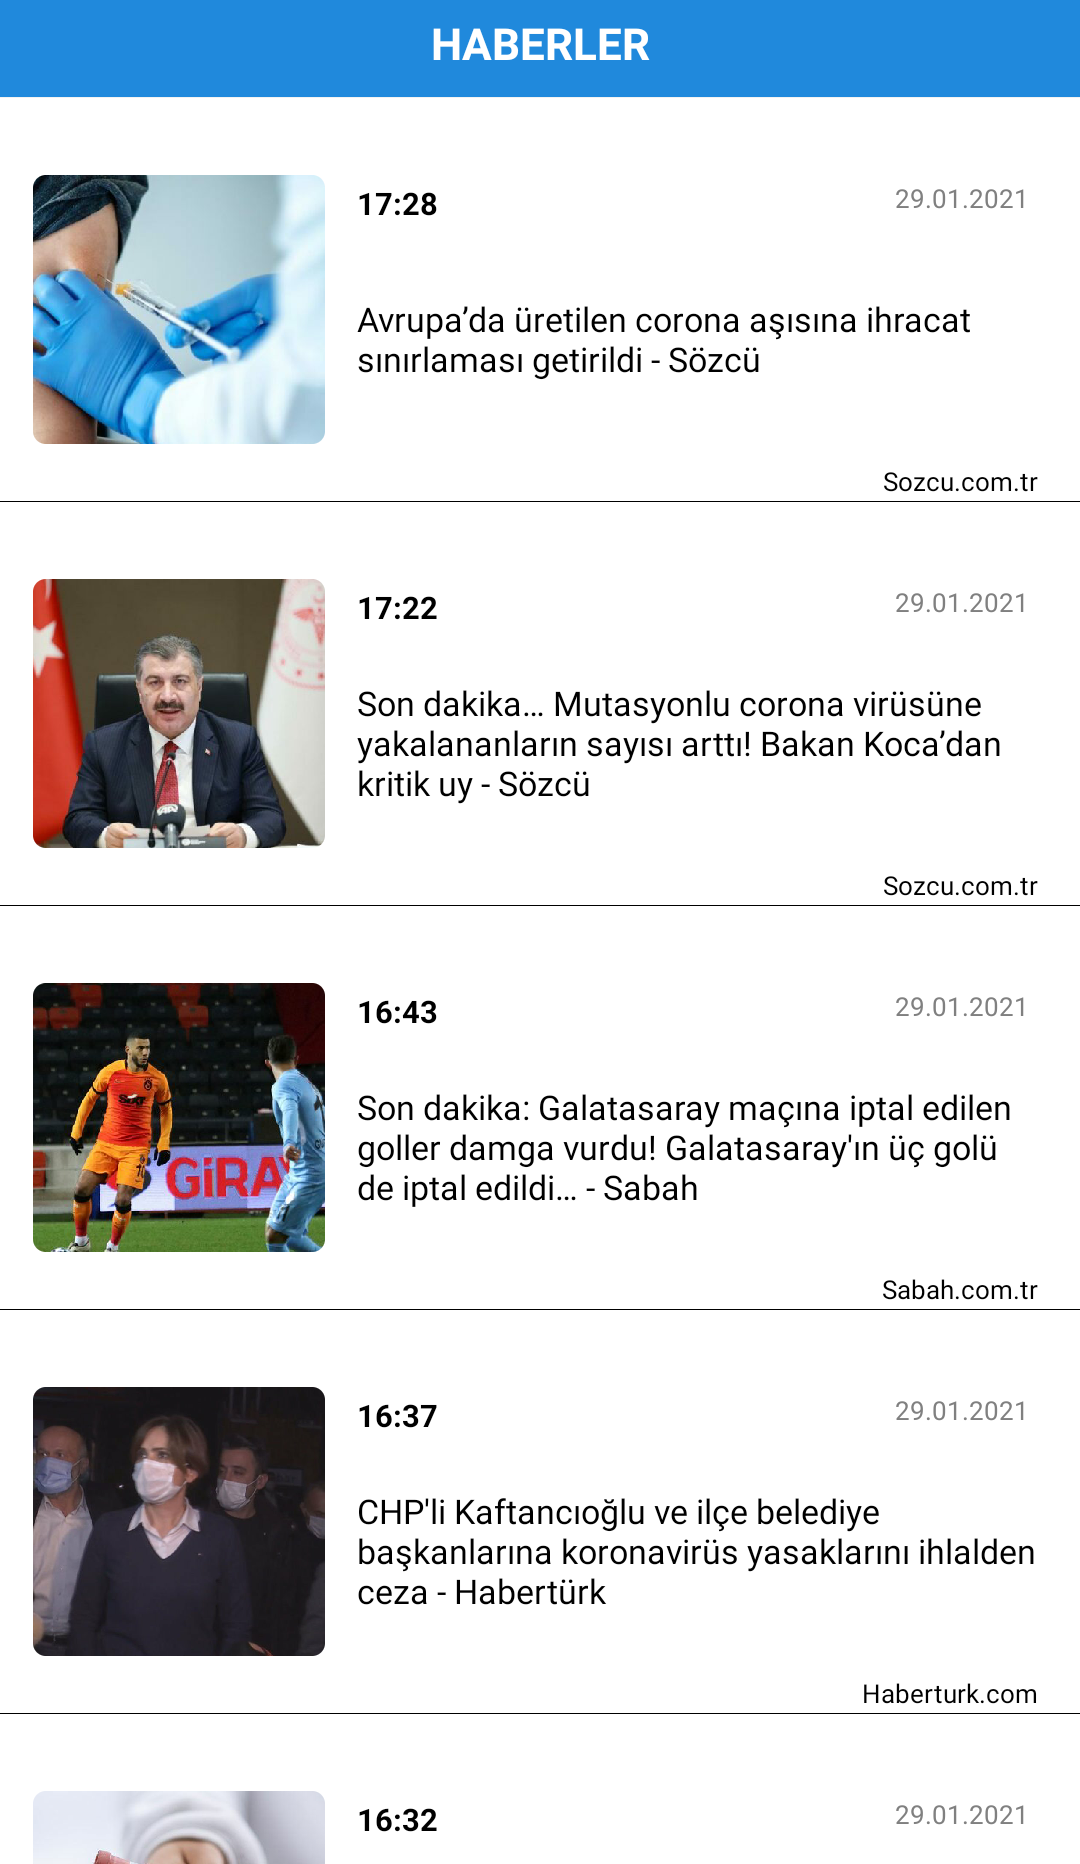 HABERLER
17:28
29.01.2021
Avrupa’da üretilen corona aşısına ihracat
sınırlaması getirildi - Sözcü
Sozcu.com.tr
17:22
29.01.2021
Son dakika… Mutasyonlu corona virüsüne
yakalananların sayısı arttı! Bakan Koca’dan
kritik uy - Sözcü
Sozcu.com.tr
16:43
29.01.2021
Son dakika: Galatasaray maçına iptal edilen
goller damga vurdu! Galatasaray'ın üç golü
de iptal edildi… - Sabah
GiRAY
Sabah.com.tr
16:37
29.01.2021
CHP'li Kaftancıoğlu ve ilçe belediye
başkanlarına koronavirüs yasaklarını ihlalden
ceza - Habertürk
Haberturk.com
16:32
29.01.2021